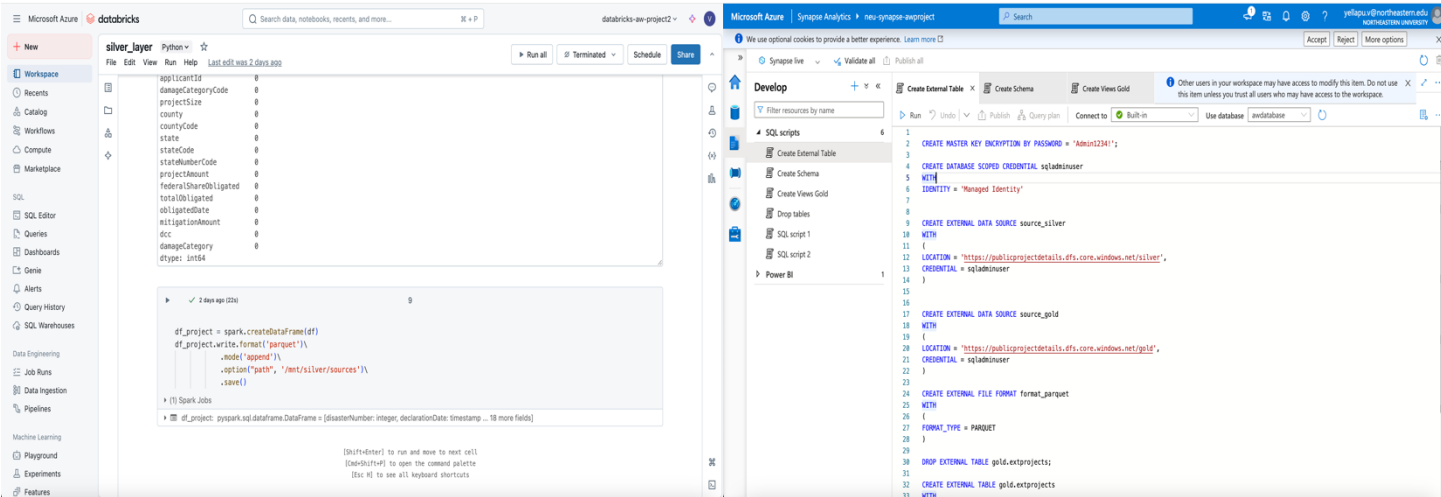 Microsoft Azure
databricks
Search data, notebooks, recents, and more...
⌘ + P
databricks-aw-project2
V
New
Workspace
Recents
Catalog
Workflows
Compute
Marketplace
SQL
SQL Editor
Queries
Dashboards
Genie
Alerts
Query History
SQL Warehouses
Data Engineering
Job Runs
Data Ingestion
Pipelines
Machine Learning
Playground
Experiments
Features
silver_layer Python
Run all
Terminated
Schedule
Share
File Edit View Run Help Last edit was 2 days ago
applicantId 0
damageCategoryCode 0
projectSize 0
county 0
countyCode 0
state 0
stateCode 0
stateNumberCode 0
projectAmount 0
federalShareObligated 0
totalObligated 0
obligatedDate 0
mitigationAmount 0
dcc 0
damageCategory 0
dtype: int64
2 days ago (22s)
9
df_project = spark.createDataFrame(df)
df_project.write.format('parquet')\
.mode('append')\
.option("path", '/mnt/silver/sources')\
.save()
(1) Spark Jobs
df_project: pyspark.sql.dataframe.DataFrame = [disasterNumber: integer, declarationDate: timestamp ... 18 more fields]
[Shift+Enter] to run and move to next cell
[Cmd+Shift+P] to open the command palette
[Esc H] to see all keyboard shortcuts
Microsoft Azure
Synapse Analytics
neu-synapse-awproject
Search
1
yellapu.v@northeastern.edu
NORTHEASTERN UNIVERSITY
We use optional cookies to provide a better experience. Learn more
Accept
Reject
More options
Synapse live
Validate all
Publish all
Develop
Filter resources by name
SQL scripts 6
Create External Table
Create Schema
Create Views Gold
Drop tables
SQL script 1
SQL script 2
Power BI 1
Create External Table
Create Schema
Create Views Gold
Other users in your workspace may have access to modify this item. Do not use
this item unless you trust all users who may have access to the workspace.
Run
Undo
Publish
Query plan
Connect to
Built-in
Use database
awdatabase
1
2 CREATE MASTER KEY ENCRYPTION BY PASSWORD = 'Admin1234!';
3
4 CREATE DATABASE SCOPED CREDENTIAL sqladminuser
5 WITH
6 IDENTITY = 'Managed Identity'
7
8
9 CREATE EXTERNAL DATA SOURCE source_silver
10 WITH
11 (
12 LOCATION = 'https://publicprojectdetails.dfs.core.windows.net/silver',
13 CREDENTIAL = sqladminuser
14 )
15
16
17 CREATE EXTERNAL DATA SOURCE source_gold
18 WITH
19 (
20 LOCATION = 'https://publicprojectdetails.dfs.core.windows.net/gold',
21 CREDENTIAL = sqladminuser
22 )
23
24 CREATE EXTERNAL FILE FORMAT format_parquet
25 WITH
26 (
27 FORMAT_TYPE = PARQUET
28 )
29
30 DROP EXTERNAL TABLE gold.extprojects;
31
32 CREATE EXTERNAL TABLE gold.extprojects
33 WITH